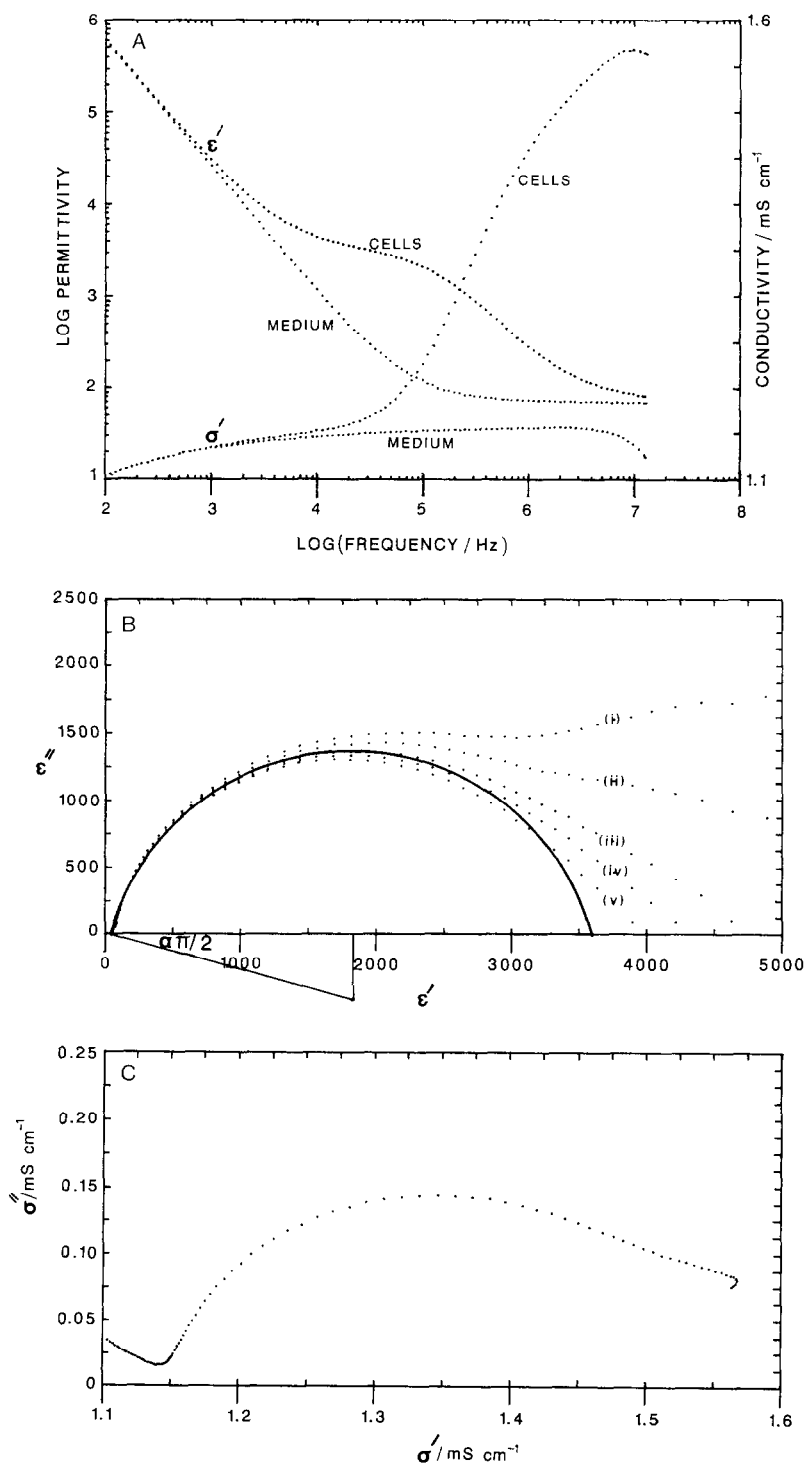 A
LOG PERMITTIVITY
6
5
4
3
2
1
ε′
CELLS
MEDIUM
σ′
CELLS
MEDIUM
1.6
1.1
CONDUCTIVITY / mS cm⁻¹
2 3 4 5 6 7 8
LOG(FREQUENCY / Hz)
B
ε″
2500
2000
1500
1000
500
0
(i)
(ii)
(iii)
(iv)
(v)
απ/2
0 1000 2000 3000 4000 5000
ε′
C
σ″/mS cm⁻¹
0.25
0.20
0.15
0.10
0.05
0
1.1 1.2 1.3 1.4 1.5 1.6
σ′/mS cm⁻¹